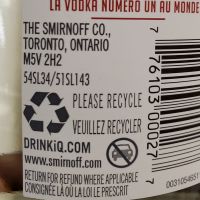 LA VODKA NUMÉRO UN AU MONDE
THE SMIRNOFF CO.,
TORONTO, ONTARIO
M5V 2H2
54SL34/51SL143
PLEASE RECYCLE
VEUILLEZ RECYCLER
DRINKiQ.COM
www.smirnoff.com
RETURN FOR REFUND WHERE APPLICABLE
CONSIGNÉE LÀ OÙ LA LOI LE PRESCRIT
7 76103 00027 7